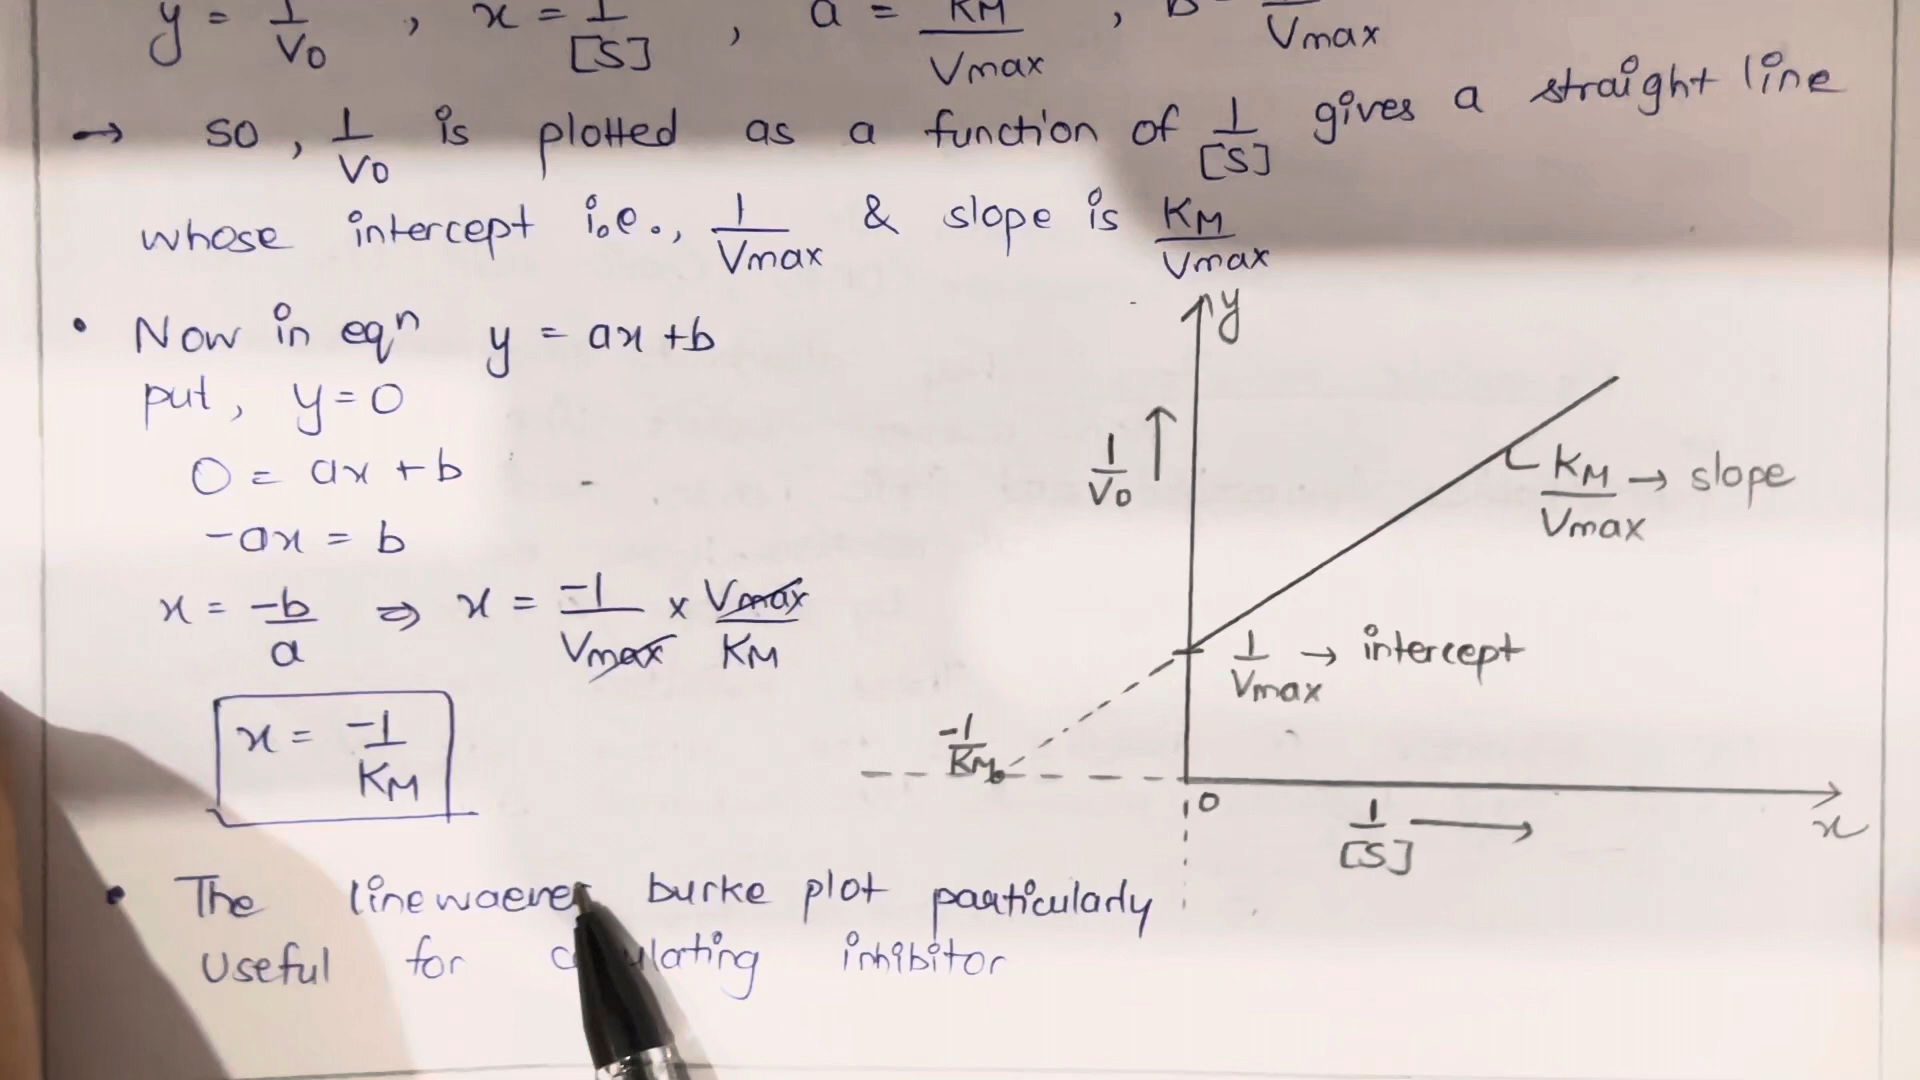 y = 1/V0 , x = 1/[S] , a = KM/Vmax , Vmax
→ so , 1/V0 is plotted as a function of 1/[S] gives a straight line
whose intercept i.e., 1/Vmax & slope is KM/Vmax
• Now in eqⁿ y = ax +b
put , y=0
0 = ax +b
-ax = b
x = -b/a ⇒ x = -1/Vmax x Vmax/KM
x = -1/KM
y
1/V0 ↑
KM/Vmax → slope
1/Vmax → intercept
-1/KM
0
1/[S] →
x
• The burke plot particularly
useful for inhibitor